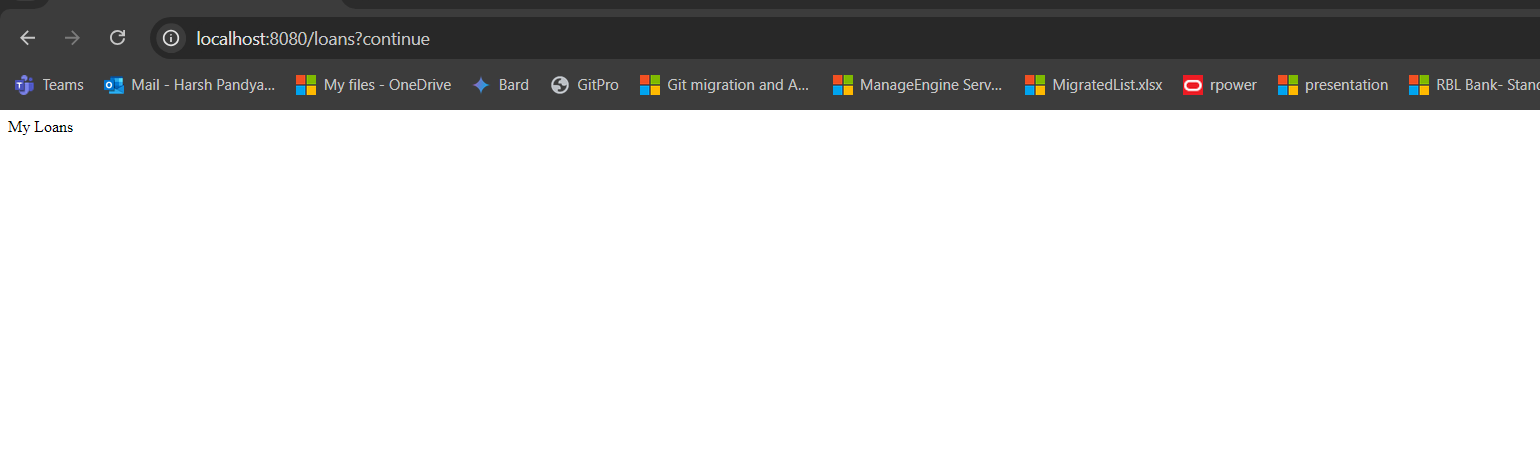 localhost:8080/loans?continue
Teams Mail - Harsh Pandya... My files - OneDrive Bard GitPro Git migration and A... ManageEngine Serv... MigratedList.xlsx rpower presentation RBL Bank- Stanc
My Loans